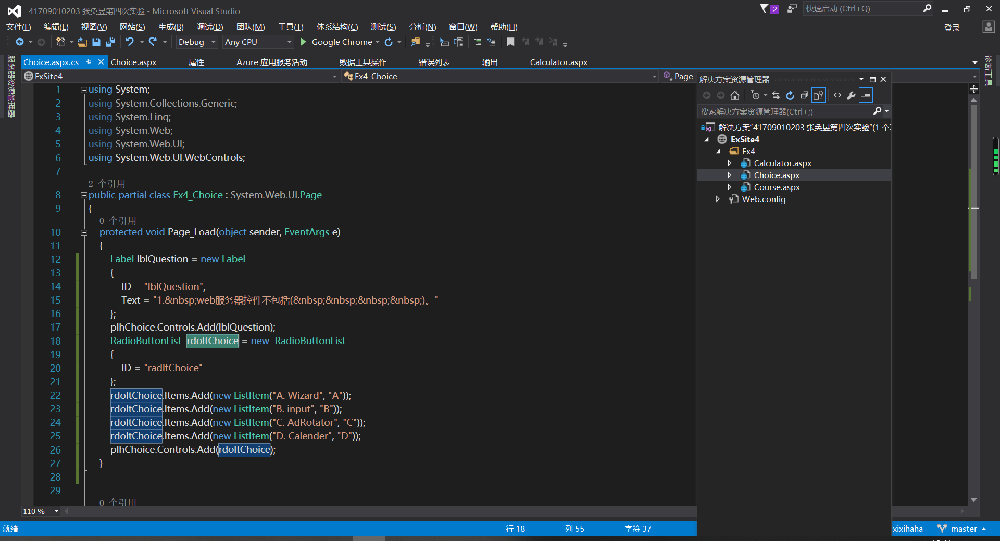 41709010203 张奂昱第四次实验 - Microsoft Visual Studio
2
快速启动 (Ctrl+Q)
文件(F) 编辑(E) 视图(V) 网站(S) 生成(B) 调试(D) 团队(M) 工具(T) 体系结构(C) 测试(S) 分析(N) 窗口(W) 帮助(H)
登录
Debug Any CPU Google Chrome
服务器资源管理器
诊断工具
Choice.aspx.cs Choice.aspx 属性 Azure 应用服务活动 数据工具操作 错误列表 输出 Calculator.aspx
ExSite4 Ex4_Choice Page_
1 using System;
2 using System.Collections.Generic;
3 using System.Linq;
4 using System.Web;
5 using System.Web.UI;
6 using System.Web.UI.WebControls;
7
2 个引用
8 public partial class Ex4_Choice : System.Web.UI.Page
9 {
0 个引用
10 protected void Page_Load(object sender, EventArgs e)
11 {
12 Label lblQuestion = new Label
13 {
14 ID = "lblQuestion",
15 Text = "1.&nbsp;web服务器控件不包括(&nbsp;&nbsp;&nbsp;&nbsp;)。"
16 };
17 plhChoice.Controls.Add(lblQuestion);
18 RadioButtonList rdoltChoice = new RadioButtonList
19 {
20 ID = "radltChoice"
21 };
22 rdoltChoice.Items.Add(new ListItem("A. Wizard", "A"));
23 rdoltChoice.Items.Add(new ListItem("B. input", "B"));
24 rdoltChoice.Items.Add(new ListItem("C. AdRotator", "C"));
25 rdoltChoice.Items.Add(new ListItem("D. Calender", "D"));
26 plhChoice.Controls.Add(rdoltChoice);
27 }
28
29
0 个引用
解决方案资源管理器
搜索解决方案资源管理器(Ctrl+;)
解决方案"41709010203 张奂昱第四次实验"(1 个
ExSite4
Ex4
Calculator.aspx
Choice.aspx
Course.aspx
Web.config
110 %
就绪 行 18 列 55 字符 37 xixihaha master